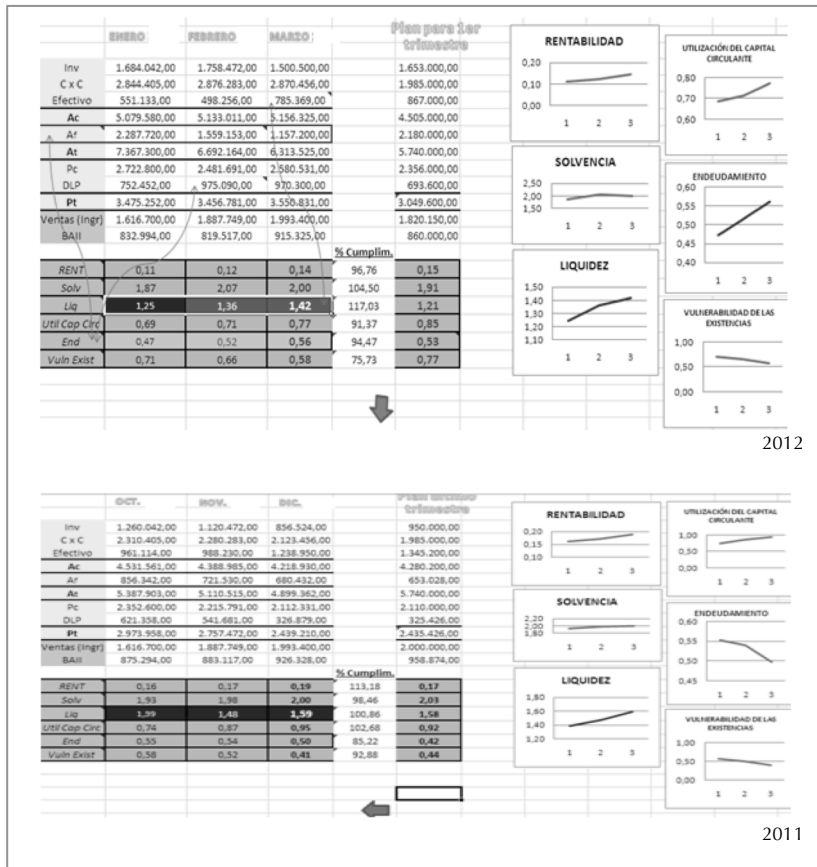 ENERO FEBRERO MARZO Plan para 1er trimestre
Inv 1.684.042,00 1.758.472,00 1.500.500,00 1.653.000,00
C x C 2.844.405,00 2.876.283,00 2.870.456,00 1.985.000,00
Efectivo 551.133,00 498.256,00 785.369,00 867.000,00
Ac 5.079.580,00 5.133.011,00 5.156.325,00 4.505.000,00
Af 2.287.720,00 1.559.153,00 1.157.200,00 2.180.000,00
At 7.367.300,00 6.692.164,00 6.313.525,00 5.740.000,00
Pc 2.722.800,00 2.481.691,00 2.580.531,00 2.356.000,00
DLP 752.452,00 975.090,00 970.300,00 693.600,00
Pt 3.475.252,00 3.456.781,00 3.550.831,00 3.049.600,00
Ventas (Ingr) 1.616.700,00 1.887.749,00 1.993.400,00 1.820.150,00
BAII 832.994,00 819.517,00 915.325,00 860.000,00
% Cumplim.
RENT 0,11 0,12 0,14 96,76 0,15
Solv 1,87 2,07 2,00 104,50 1,91
Liq 1,25 1,36 1,42 117,03 1,21
Util Cap Circ 0,69 0,71 0,77 91,37 0,85
End 0,47 0,52 0,56 94,47 0,53
Vuln Exist 0,71 0,66 0,58 75,73 0,77
RENTABILIDAD
0,20
0,10
0,00
1 2 3
SOLVENCIA
2,50
2,00
1,50
1 2 3
LIQUIDEZ
1,50
1,40
1,30
1,20
1,10
1 2 3
UTILIZACIÓN DEL CAPITAL
CIRCULANTE
0,80
0,70
0,60
1 2 3
ENDEUDAMIENTO
0,60
0,55
0,50
0,45
0,40
1 2 3
VULNERABILIDAD DE LAS
EXISTENCIAS
1,00
0,50
0,00
1 2 3
2012
OCT. NOV. DIC. Plan último trimestre
Inv 1.260.042,00 1.120.472,00 856.524,00 950.000,00
C x C 2.310.405,00 2.280.283,00 2.123.456,00 1.985.000,00
Efectivo 961.114,00 988.230,00 1.238.950,00 1.345.200,00
Ac 4.531.561,00 4.388.985,00 4.218.930,00 4.280.200,00
Af 856.342,00 721.530,00 680.432,00 653.028,00
At 5.387.903,00 5.110.515,00 4.899.362,00 5.740.000,00
Pc 2.352.600,00 2.215.791,00 2.112.331,00 2.110.000,00
DLP 621.358,00 541.681,00 326.879,00 325.426,00
Pt 2.973.958,00 2.757.472,00 2.439.210,00 2.435.426,00
Ventas (Ingr) 1.616.700,00 1.887.749,00 1.993.400,00 2.000.000,00
BAII 875.294,00 883.117,00 926.328,00 958.874,00
% Cumplim.
RENT 0,16 0,17 0,19 113,18 0,17
Solv 1,93 1,98 2,00 98,46 2,03
Liq 1,39 1,48 1,59 100,86 1,58
Util Cap Circ 0,74 0,87 0,95 102,68 0,92
End 0,55 0,54 0,50 85,22 0,42
Vuln Exist 0,58 0,52 0,41 92,88 0,44
RENTABILIDAD
0,20
0,15
0,10
1 2 3
SOLVENCIA
2,20
2,00
1,80
1 2 3
LIQUIDEZ
1,80
1,60
1,40
1,20
1 2 3
UTILIZACIÓN DEL CAPITAL
CIRCULANTE
1,00
0,50
0,00
1 2 3
ENDEUDAMIENTO
0,60
0,55
0,50
0,45
1 2 3
VULNERABILIDAD DE LAS
EXISTENCIAS
1,00
0,50
0,00
1 2 3
2011